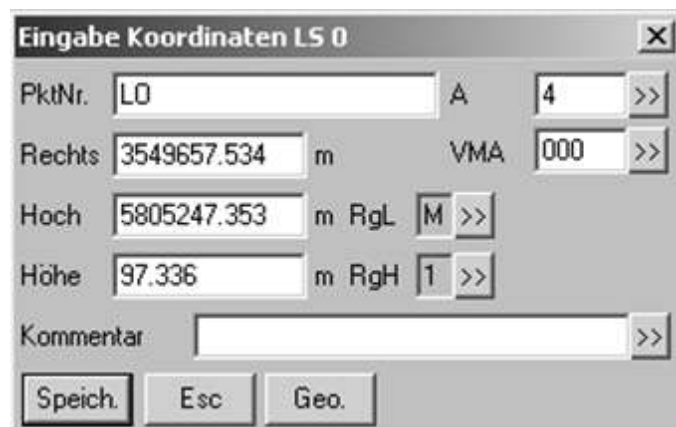 Eingabe Koordinaten LS 0
PktNr. LO A 4 >>
Rechts 3549657.534 m VMA 000 >>
Hoch 5805247.353 m RgL M >>
Höhe 97.336 m RgH 1 >>
Kommentar >>
Speich. Esc Geo.